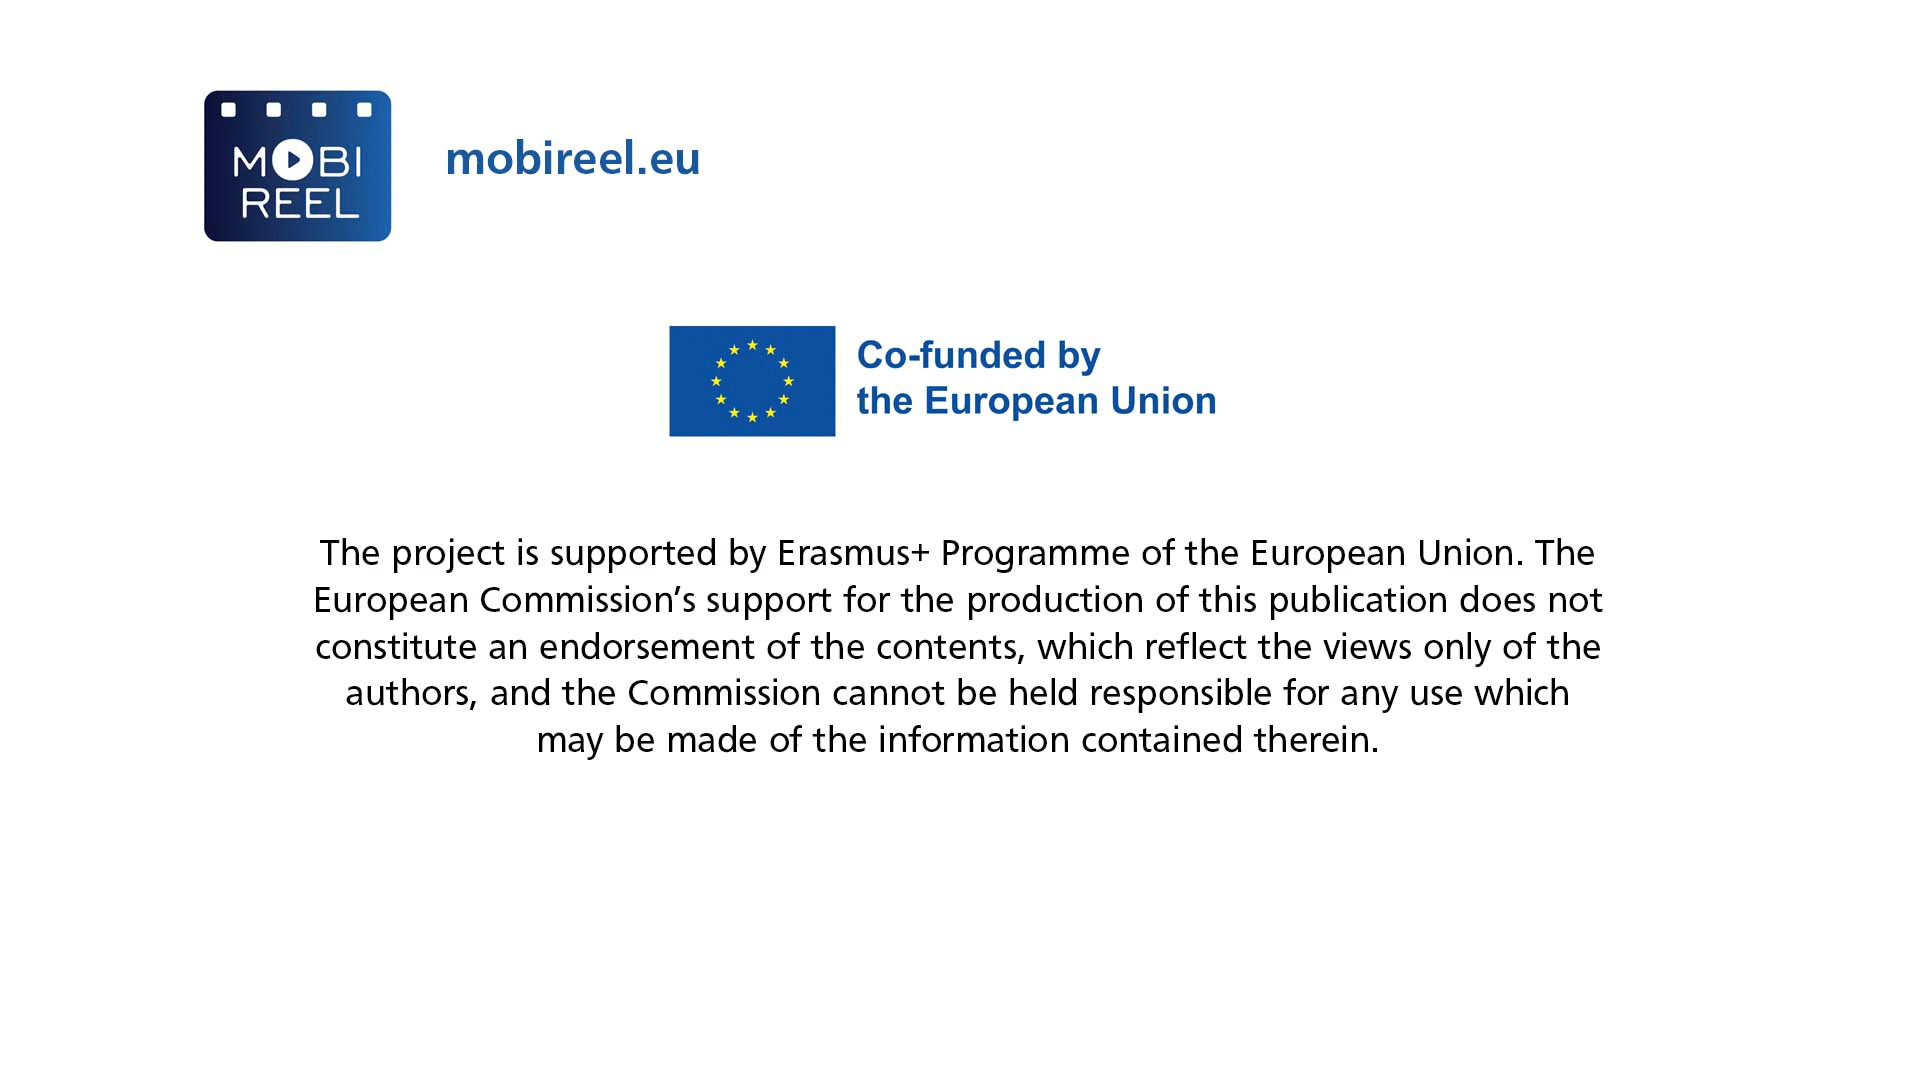 MOBI
REEL
mobireel.eu
Co-funded by
the European Union
The project is supported by Erasmus+ Programme of the European Union. The
European Commission’s support for the production of this publication does not
constitute an endorsement of the contents, which reflect the views only of the
authors, and the Commission cannot be held responsible for any use which
may be made of the information contained therein.